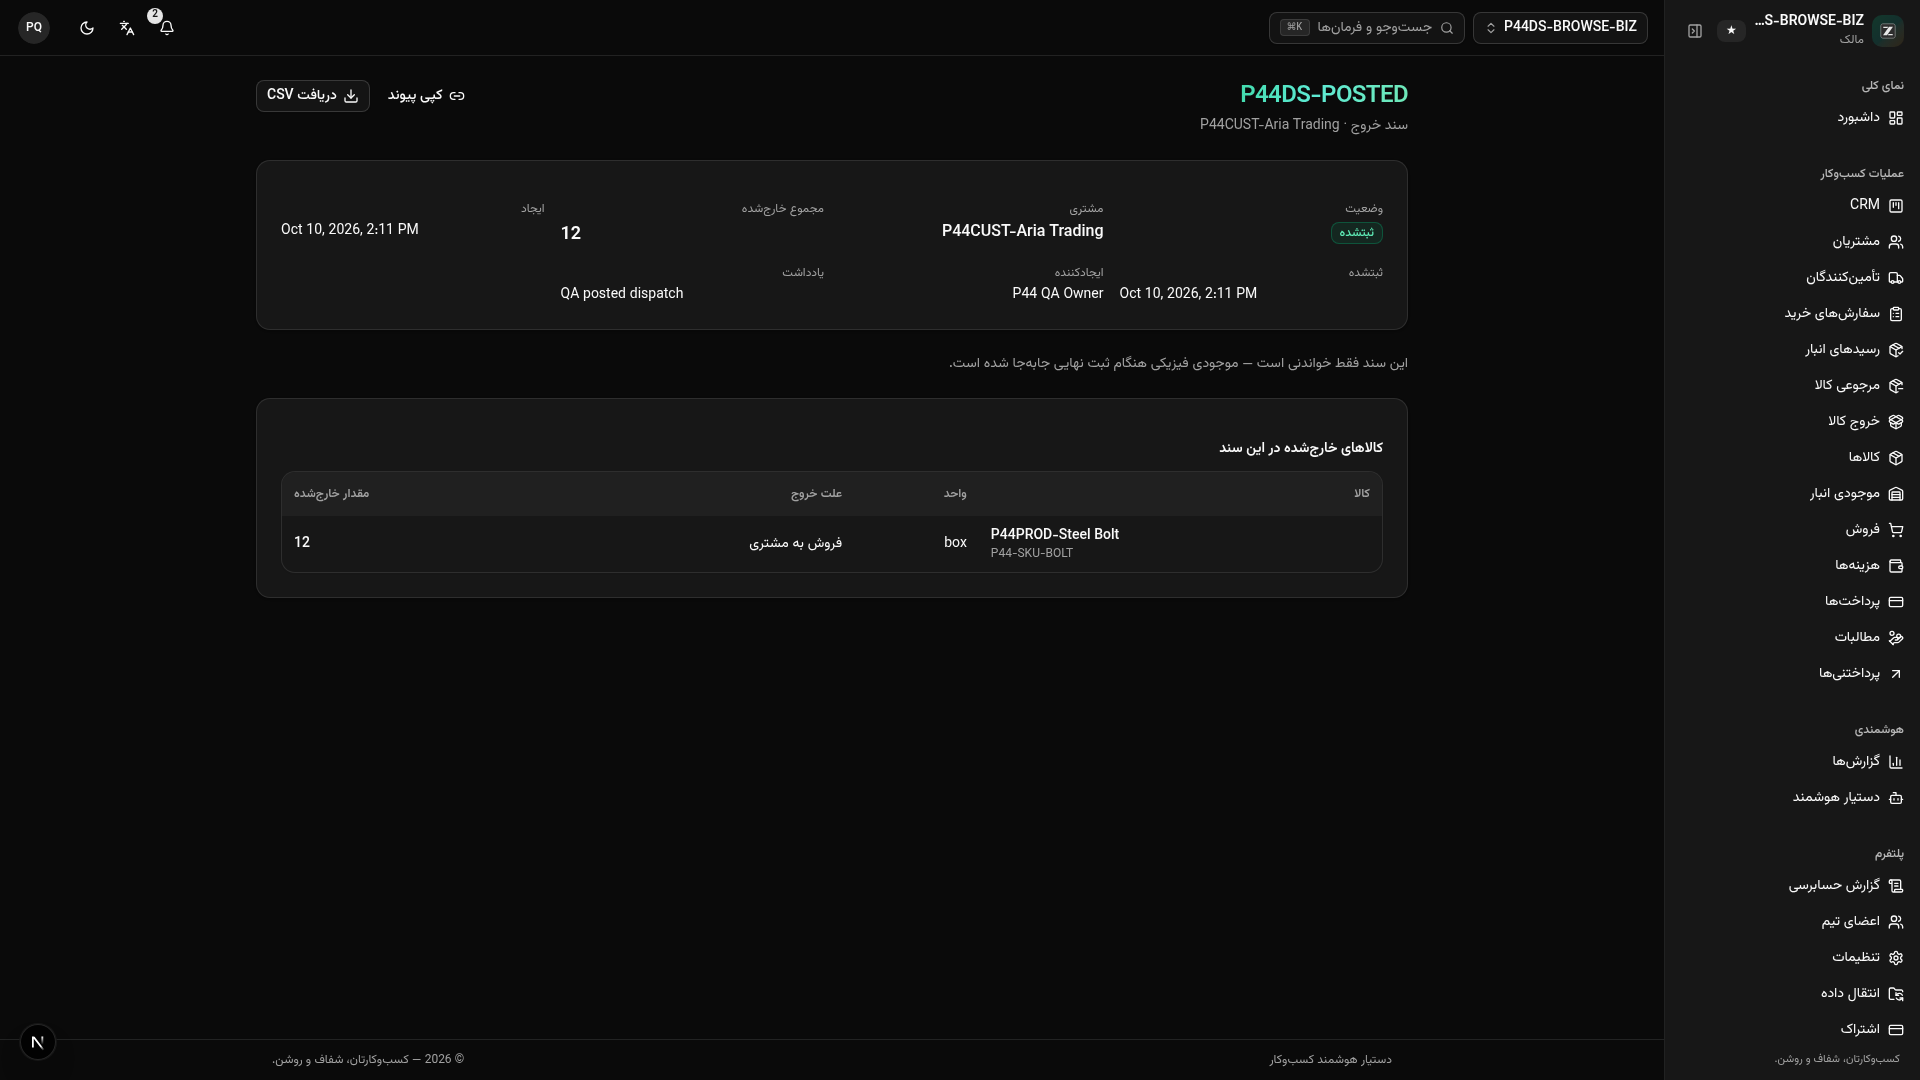 S-BROWSE-BIZ...
مالک
★
نمای کلی
داشبورد
عملیات کسب‌وکار
CRM
مشتریان
تأمین‌کنندگان
سفارش‌های خرید
رسیدهای انبار
مرجوعی کالا
خروج کالا
کالاها
موجودی انبار
فروش
هزینه‌ها
پرداخت‌ها
مطالبات
پرداختنی‌ها
هوشمندی
گزارش‌ها
دستیار هوشمند
پلتفرم
گزارش حسابرسی
اعضای تیم
تنظیمات
انتقال داده
اشتراک
کسب‌وکارتان، شفاف و روشن.
P44DS-BROWSE-BIZ
جست‌وجو و فرمان‌ها ⌘K
2
PQ
P44DS-POSTED
سند خروج · P44CUST-Aria Trading
کپی پیوند
دریافت CSV
وضعیت
ثبتشده
مشتری
P44CUST-Aria Trading
مجموع خارج‌شده
12
ایجاد
Oct 10, 2026, 2:11 PM
ثبتشده
Oct 10, 2026, 2:11 PM
ایجادکننده
P44 QA Owner
یادداشت
QA posted dispatch
این سند فقط خواندنی است — موجودی فیزیکی هنگام ثبت نهایی جابه‌جا شده است.
کالاهای خارج‌شده در این سند
کالا واحد علت خروج مقدار خارج‌شده
P44PROD-Steel Bolt box فروش به مشتری 12
P44-SKU-BOLT
دستیار هوشمند کسب‌وکار
© 2026 — کسب‌وکارتان، شفاف و روشن.
N